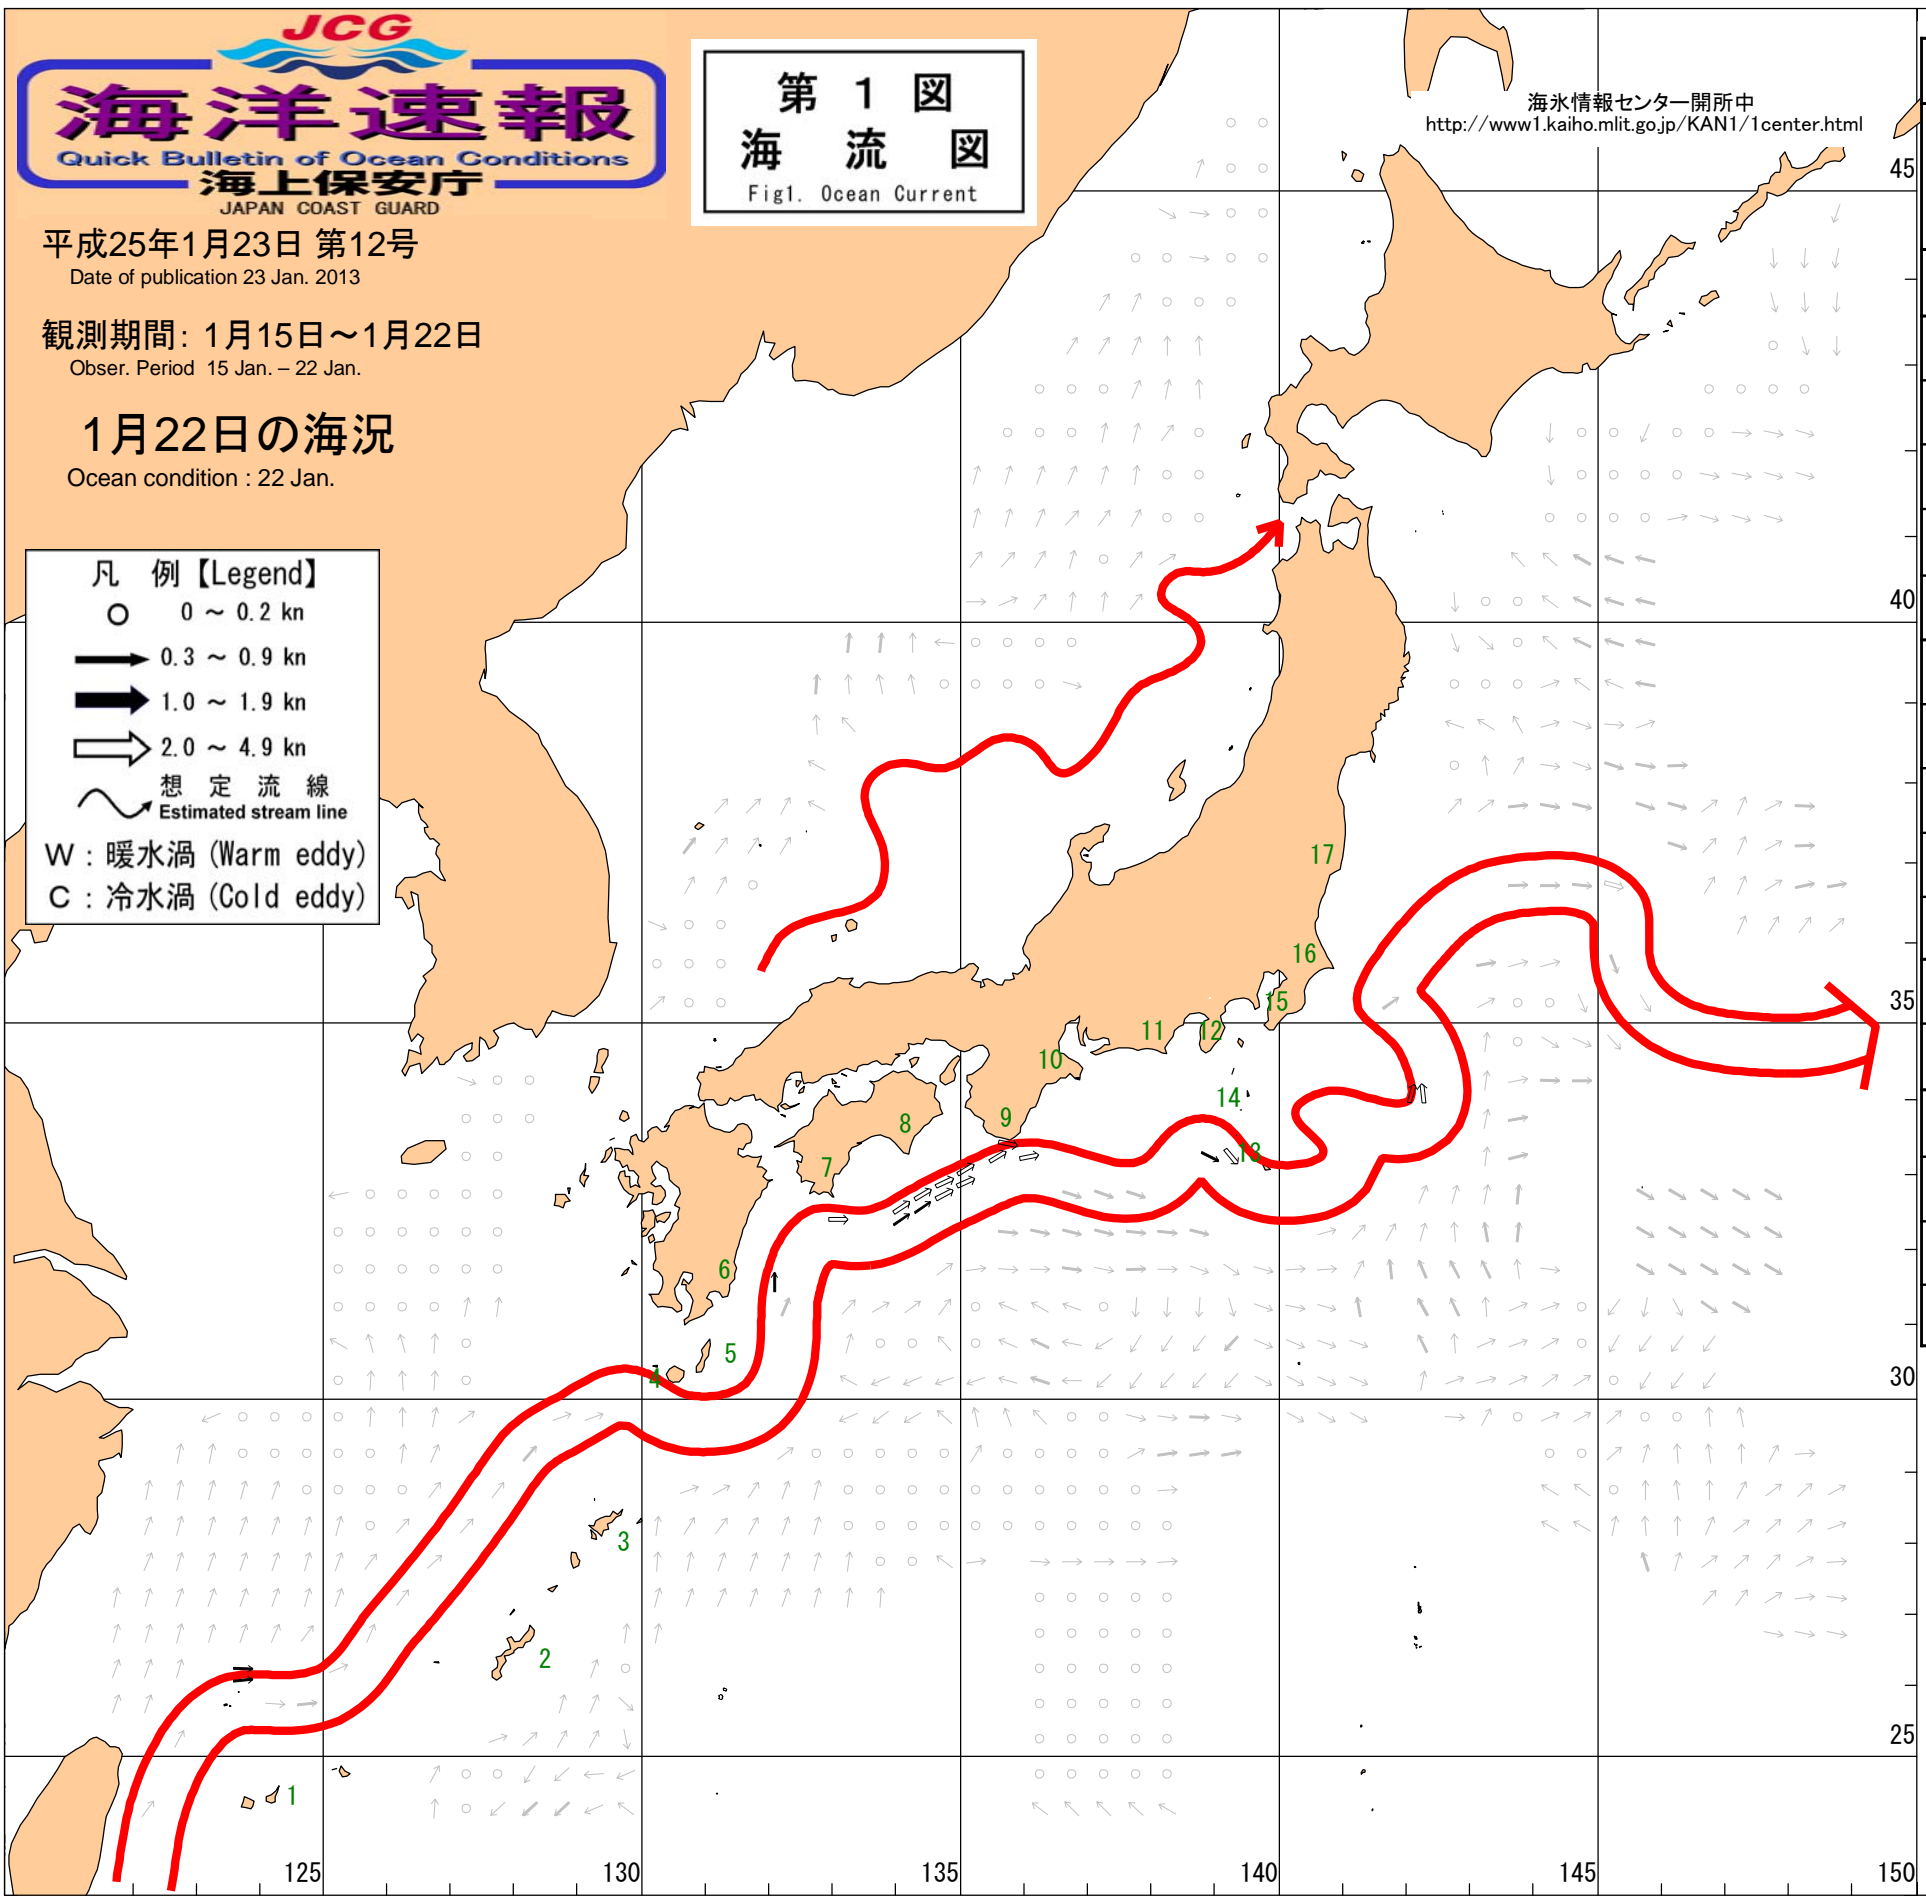 JCG
海洋速報
Quick Bulletin of Ocean Conditions
海上保安庁
JAPAN COAST GUARD
第 1 図
海 流 図
Fig1. Ocean Current
海氷情報センター開所中
http://www1.kaiho.mlit.go.jp/KAN1/1center.html
平成25年1月23日 第12号
Date of publication 23 Jan. 2013
観測期間: 1月15日～1月22日
Obser. Period 15 Jan. – 22 Jan.
1月22日の海況
Ocean condition : 22 Jan.
凡 例【Legend】
0 ～ 0.2 kn
0.3 ～ 0.9 kn
1.0 ～ 1.9 kn
2.0 ～ 4.9 kn
想 定 流 線
Estimated stream line
W : 暖水渦 (Warm eddy)
C : 冷水渦 (Cold eddy)
45
40
17
16
35
15
12
11
10
14
9
8
13
7
6
5
4
30
3
2
25
1
125
130
135
140
145
150